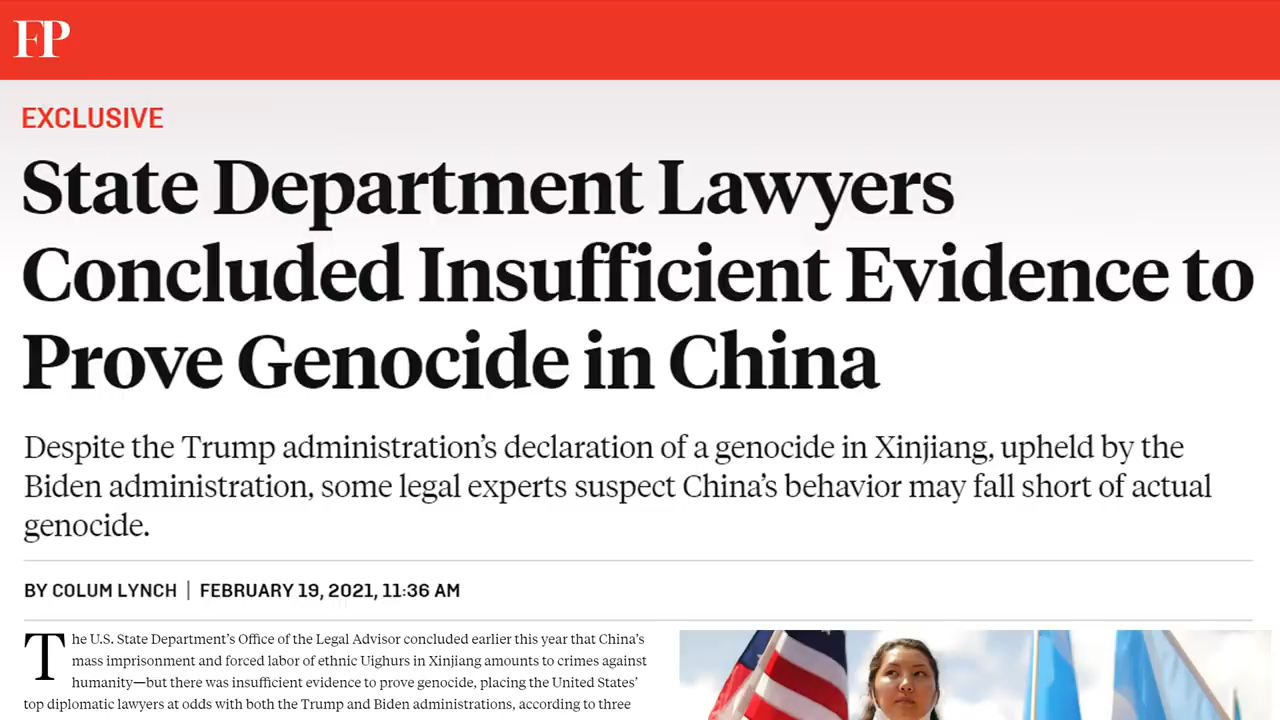 FP
EXCLUSIVE
State Department Lawyers
Concluded Insufficient Evidence to
Prove Genocide in China
Despite the Trump administration’s declaration of a genocide in Xinjiang, upheld by the
Biden administration, some legal experts suspect China’s behavior may fall short of actual
genocide.
BY COLUM LYNCH | FEBRUARY 19, 2021, 11:36 AM
The U.S. State Department’s Office of the Legal Advisor concluded earlier this year that China’s
mass imprisonment and forced labor of ethnic Uighurs in Xinjiang amounts to crimes against
humanity—but there was insufficient evidence to prove genocide, placing the United States’
top diplomatic lawyers at odds with both the Trump and Biden administrations, according to three